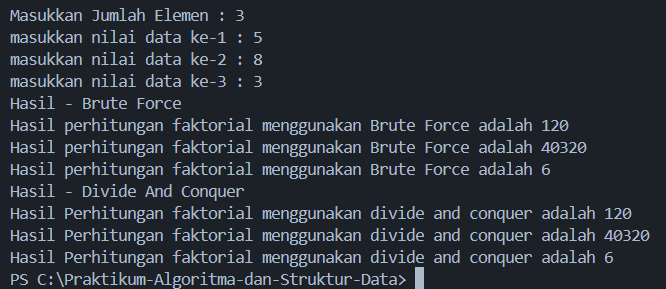 Masukkan Jumlah Elemen : 3
masukkan nilai data ke-1 : 5
masukkan nilai data ke-2 : 8
masukkan nilai data ke-3 : 3
Hasil - Brute Force
Hasil perhitungan faktorial menggunakan Brute Force adalah 120
Hasil perhitungan faktorial menggunakan Brute Force adalah 40320
Hasil perhitungan faktorial menggunakan Brute Force adalah 6
Hasil - Divide And Conquer
Hasil Perhitungan faktorial menggunakan divide and conquer adalah 120
Hasil Perhitungan faktorial menggunakan divide and conquer adalah 40320
Hasil Perhitungan faktorial menggunakan divide and conquer adalah 6
PS C:\Praktikum-Algoritma-dan-Struktur-Data>